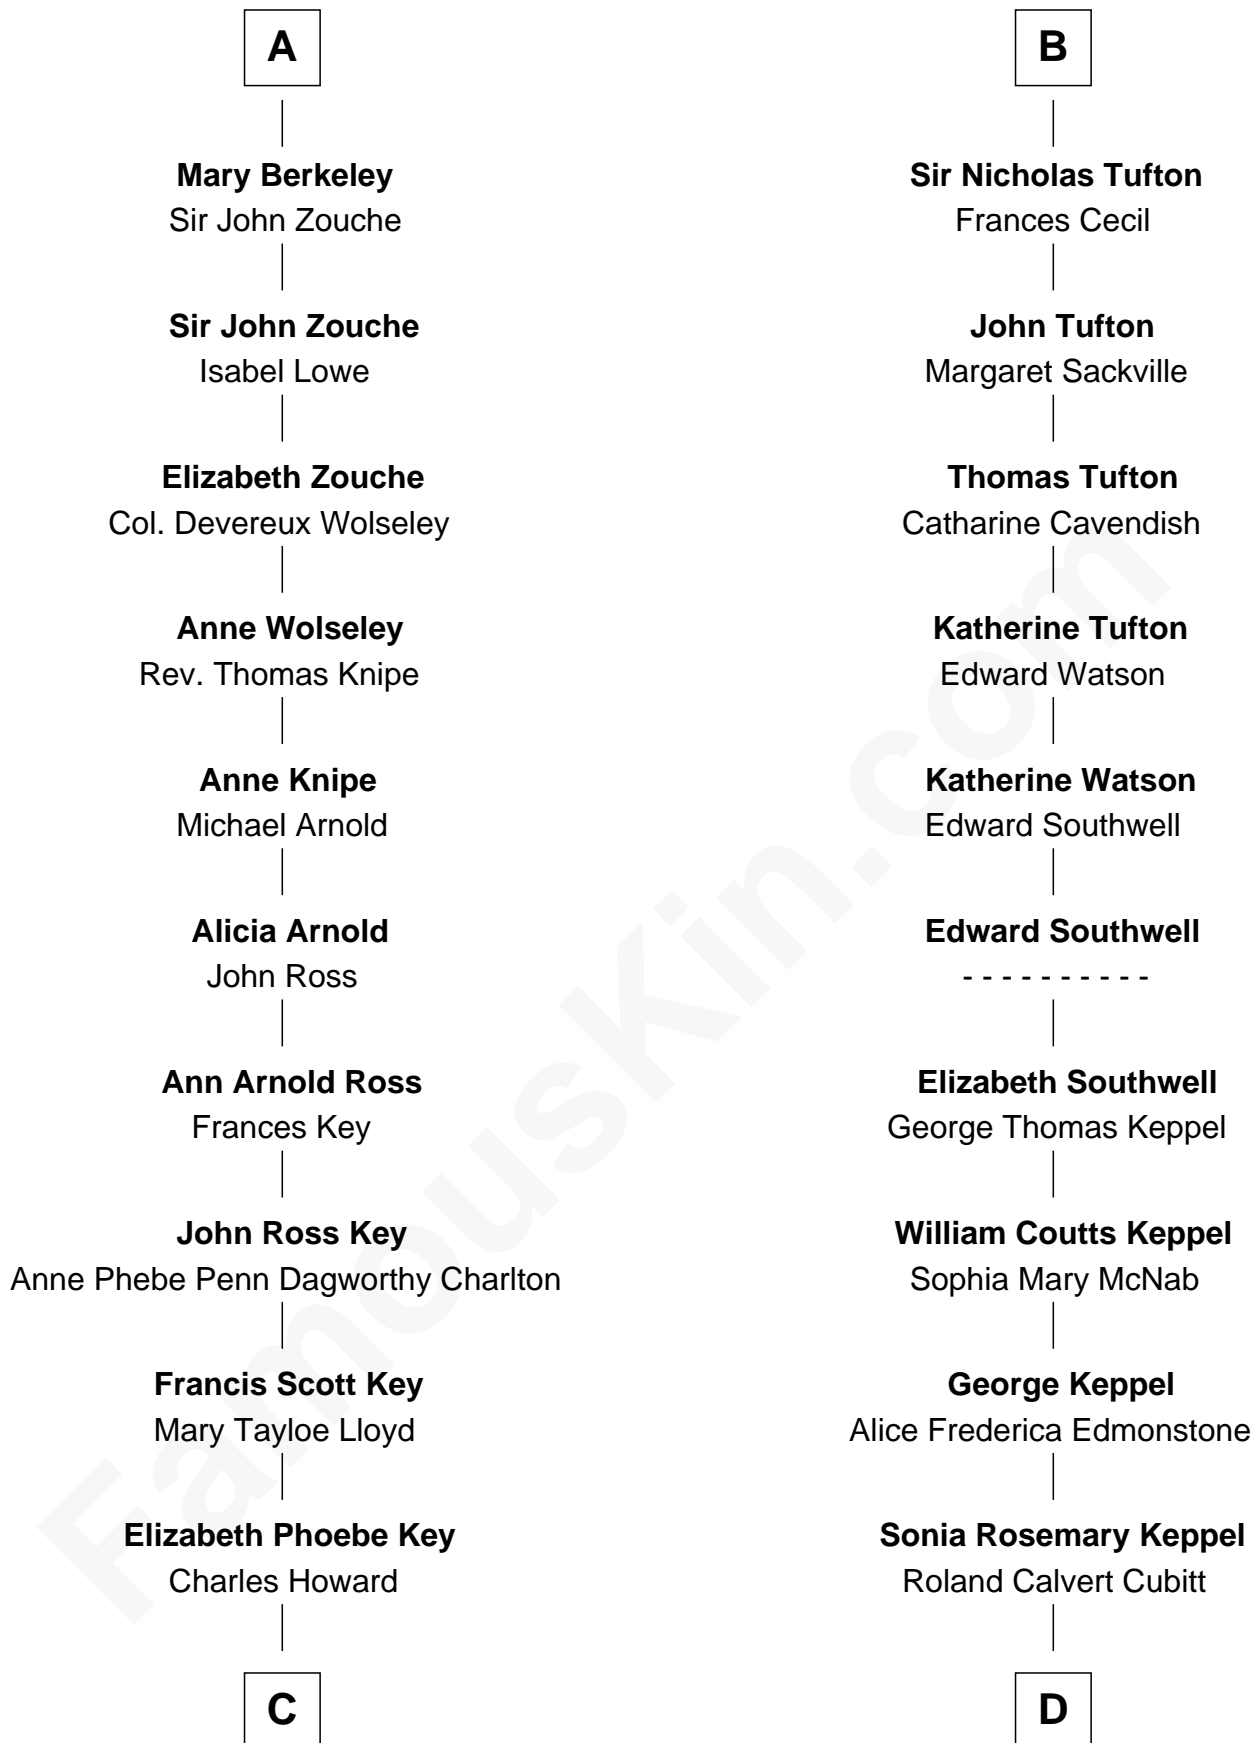 A
Mary Berkeley
Sir John Zouche
Sir John Zouche
Isabel Lowe
Elizabeth Zouche
Col. Devereux Wolseley
Anne Wolseley
Rev. Thomas Knipe
Anne Knipe
Michael Arnold
Alicia Arnold
John Ross
Ann Arnold Ross
Frances Key
John Ross Key
Anne Phebe Penn Dagworthy Charlton
Francis Scott Key
Mary Tayloe Lloyd
Elizabeth Phoebe Key
Charles Howard
C
B
Sir Nicholas Tufton
Frances Cecil
John Tufton
Margaret Sackville
Thomas Tufton
Catharine Cavendish
Katherine Tufton
Edward Watson
Katherine Watson
Edward Southwell
Edward Southwell
- - - - - - - - - -
Elizabeth Southwell
George Thomas Keppel
William Coutts Keppel
Sophia Mary McNab
George Keppel
Alice Frederica Edmonstone
Sonia Rosemary Keppel
Roland Calvert Cubitt
D
FamousKin.com